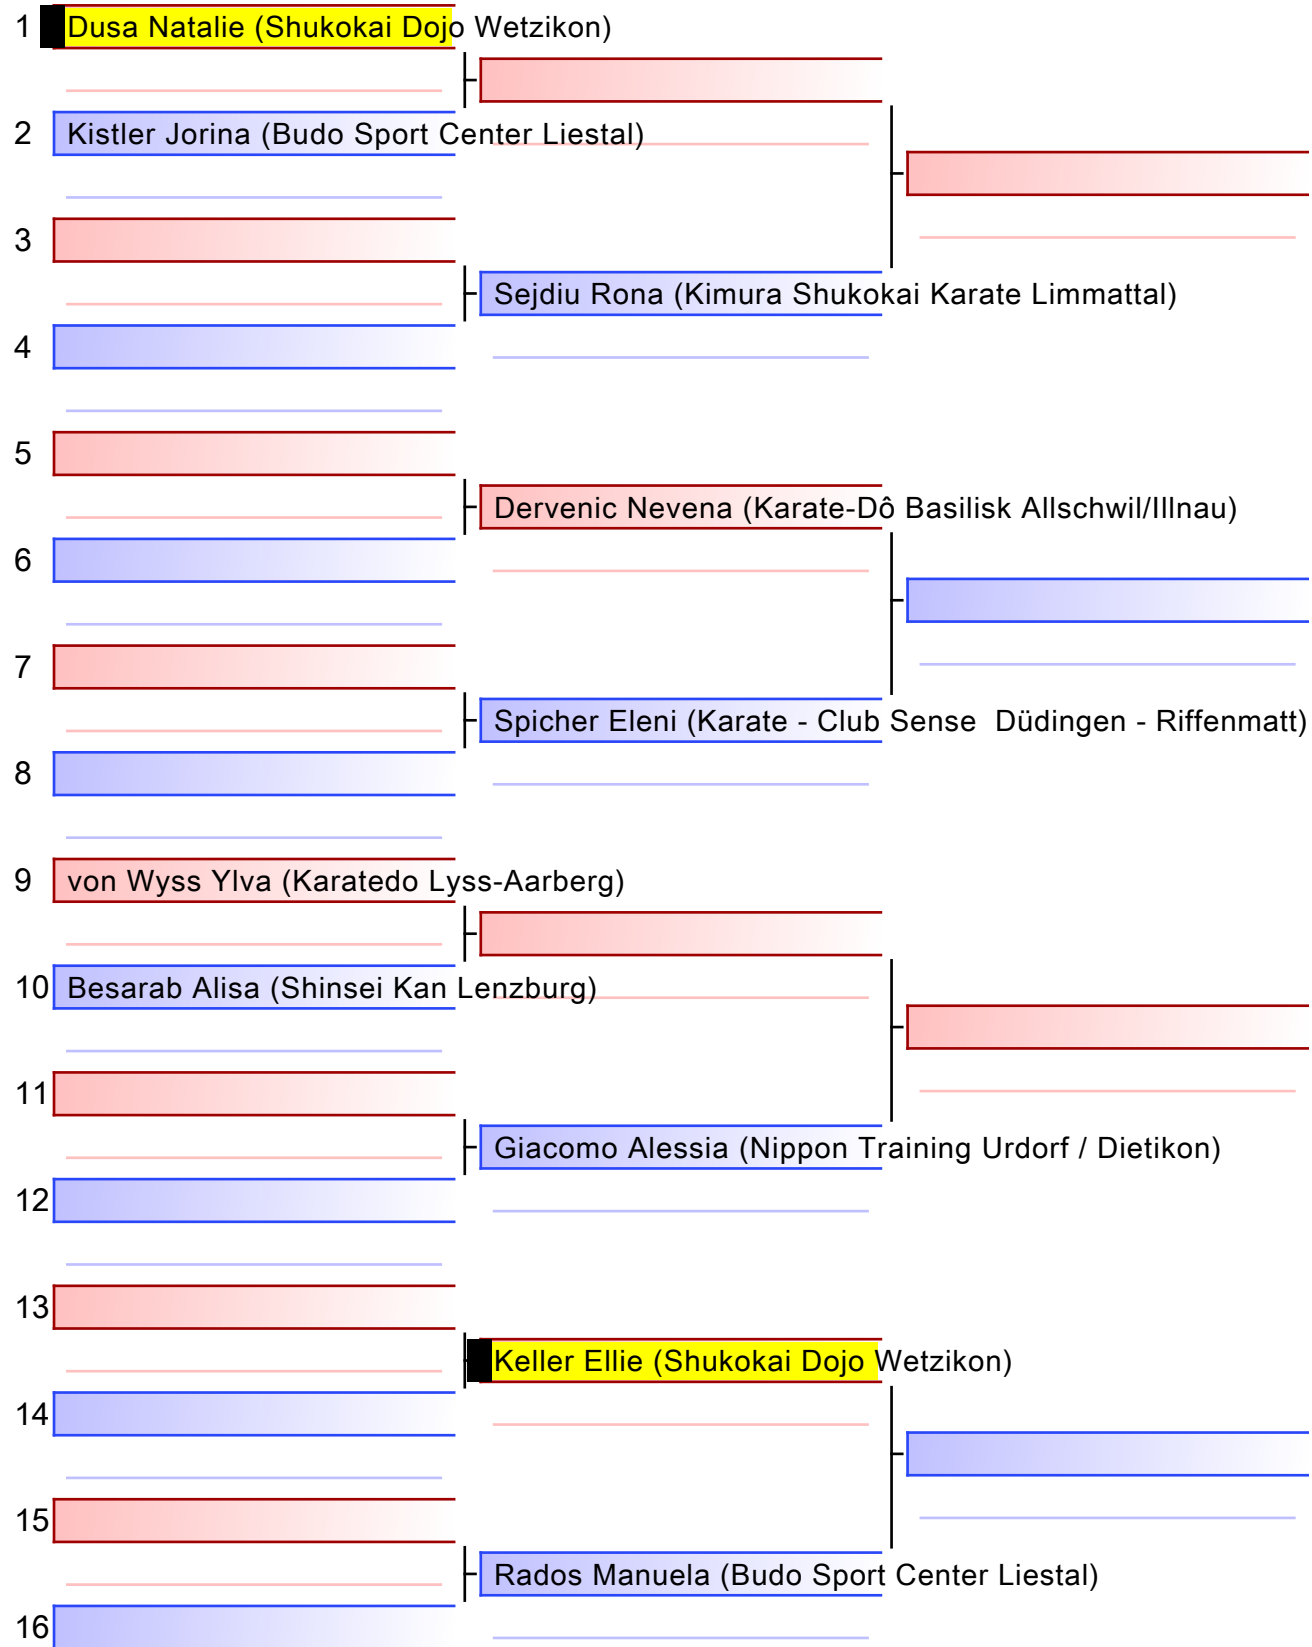 1 Dusa Natalie (Shukokai Dojo Wetzikon)
2 Kistler Jorina (Budo Sport Center Liestal)
3
Sejdiu Rona (Kimura Shukokai Karate Limmattal)
4
5
Dervenic Nevena (Karate-Dô Basilisk Allschwil/Illnau)
6
7
Spicher Eleni (Karate - Club Sense  Düdingen - Riffenmatt)
8
9 von Wyss Ylva (Karatedo Lyss-Aarberg)
10 Besarab Alisa (Shinsei Kan Lenzburg)
11
Giacomo Alessia (Nippon Training Urdorf / Dietikon)
12
13
Keller Ellie (Shukokai Dojo Wetzikon)
14
15
Rados Manuela (Budo Sport Center Liestal)
16